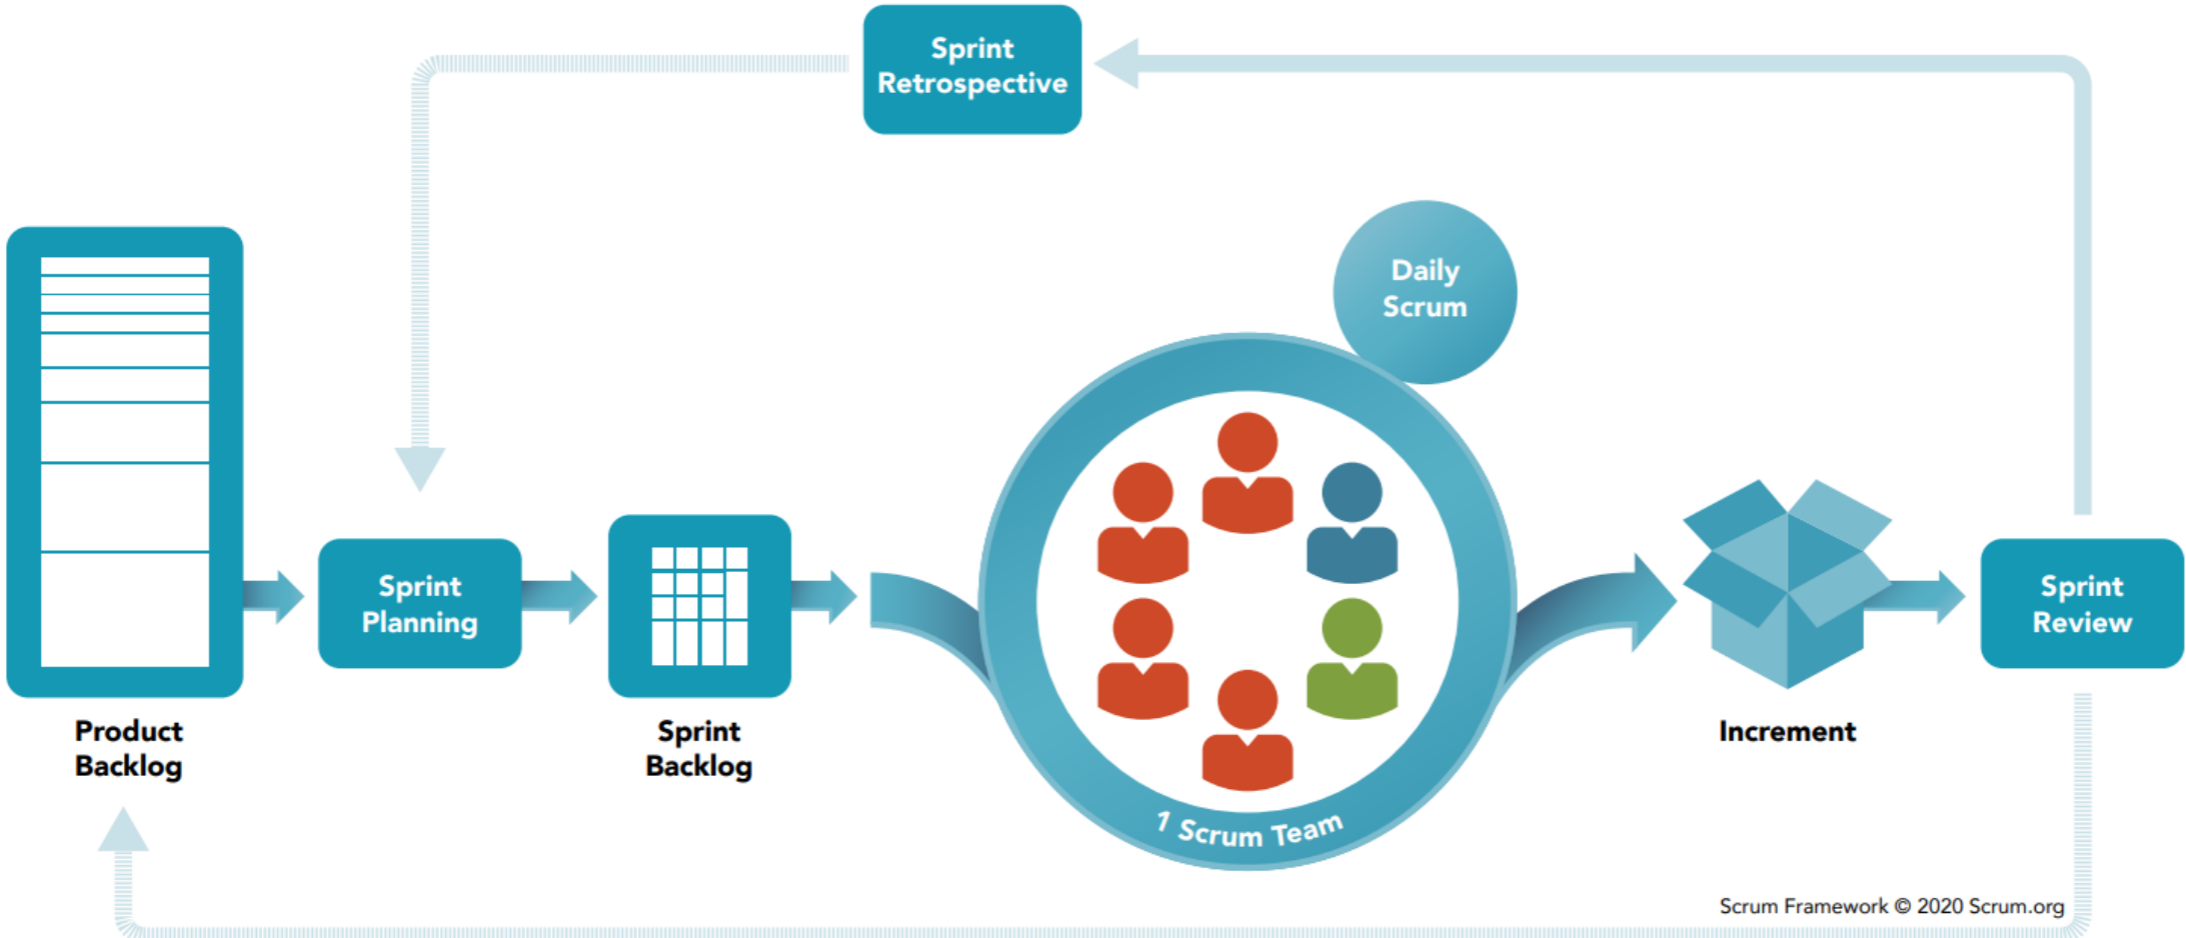 Sprint
Retrospective
Daily
Scrum
Sprint
Planning
Sprint
Review
Product
Backlog
Sprint
Backlog
Increment
1 Scrum Team
Scrum Framework © 2020 Scrum.org